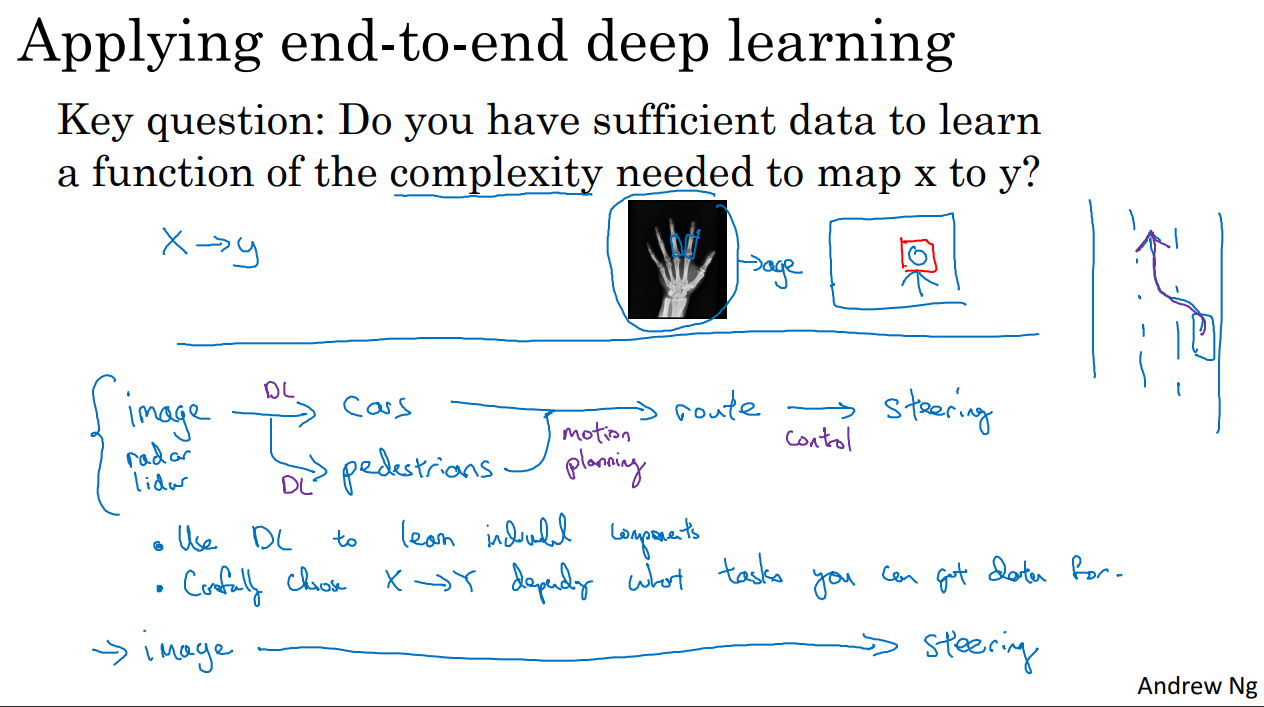 Applying end-to-end deep learning
Key question: Do you have sufficient data to learn
a function of the complexity needed to map x to y?
X → y
→ age
image DL → cars → route → steering
radar
lidar
DL → pedestrians
motion
planning
control
• Use DL to learn individual components
• Carefully choose X → Y depending what tasks you can get data for.
→ image → steering
Andrew Ng